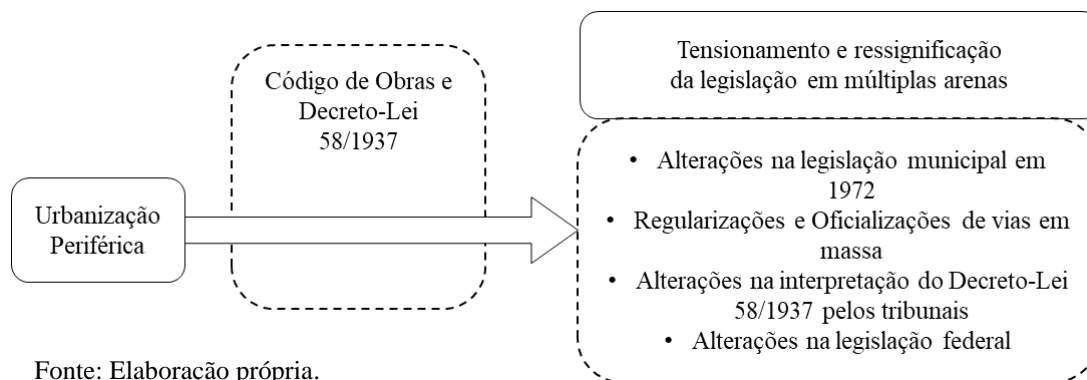 Urbanização
Periférica
Código de Obras e
Decreto-Lei
58/1937
Tensionamento e ressignificação
da legislação em múltiplas arenas
• Alterações na legislação municipal em
1972
• Regularizações e Oficializações de vias em
massa
• Alterações na interpretação do Decreto-Lei
58/1937 pelos tribunais
• Alterações na legislação federal
Fonte: Elaboração própria.